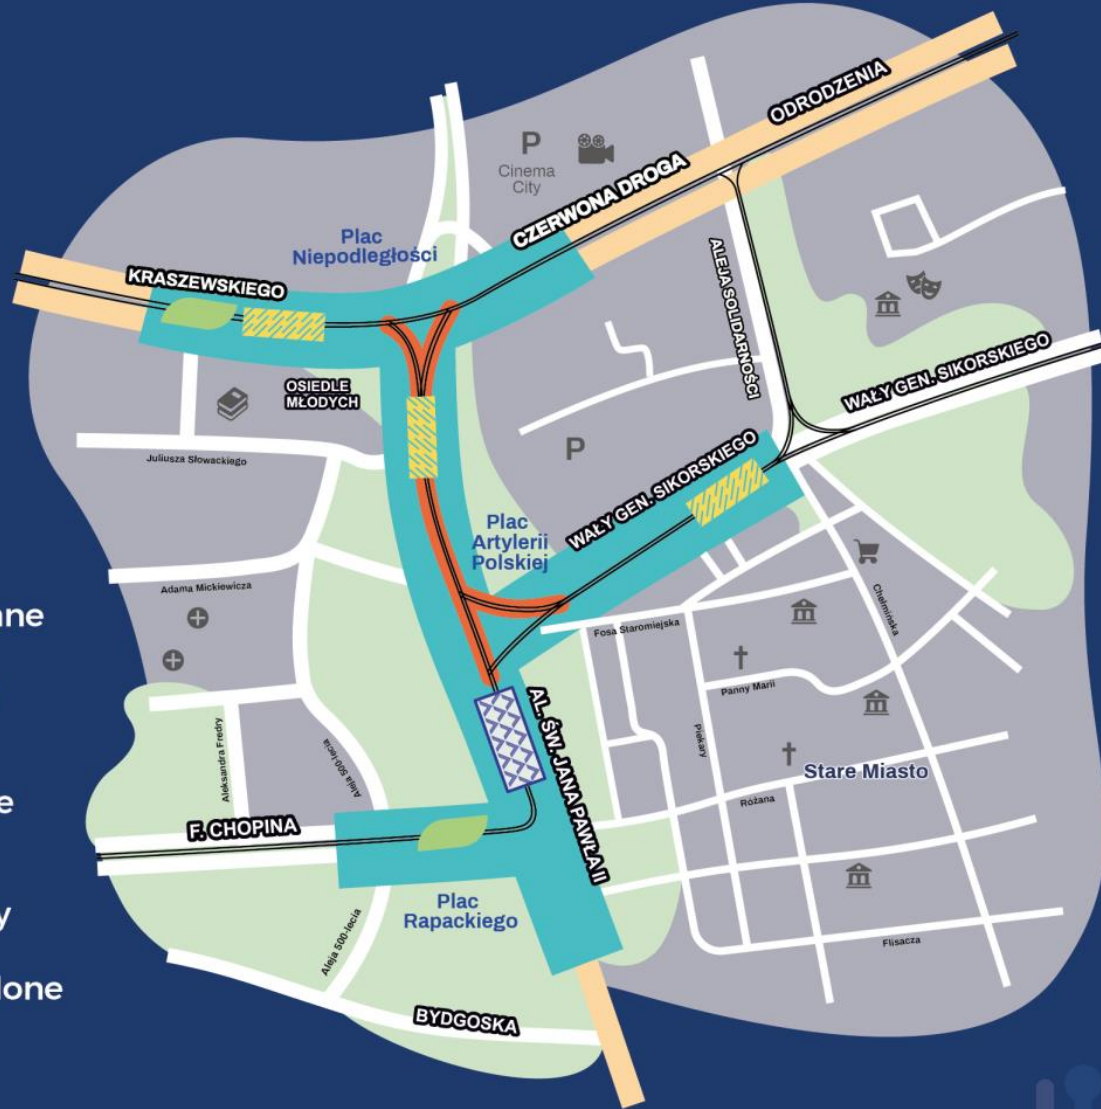 ODRODZENIA
P
Cinema
City
CZERWONA DROGA
Plac
Niepodległości
KRASZEWSKIEGO
ALEJA SOLIDARNOŚCI
WAŁY GEN. SIKORSKIEGO
OSIEDLE
MŁODYCH
Juliusza Słowackiego
P
WAŁY GEN. SIKORSKIEGO
Plac
Artylerii
Polskiej
Adama Mickiewicza
Fosa Staromiejska
Chełmińska
Panny Marii
Piekary
AL. ŚW. JANA PAWŁA II
Aleksandra Fredry
Aleja 500-lecia
Stare Miasto
Różana
F. CHOPINA
Plac
Rapackiego
Aleja 500-lecia
Flisacza
BYDGOSKA